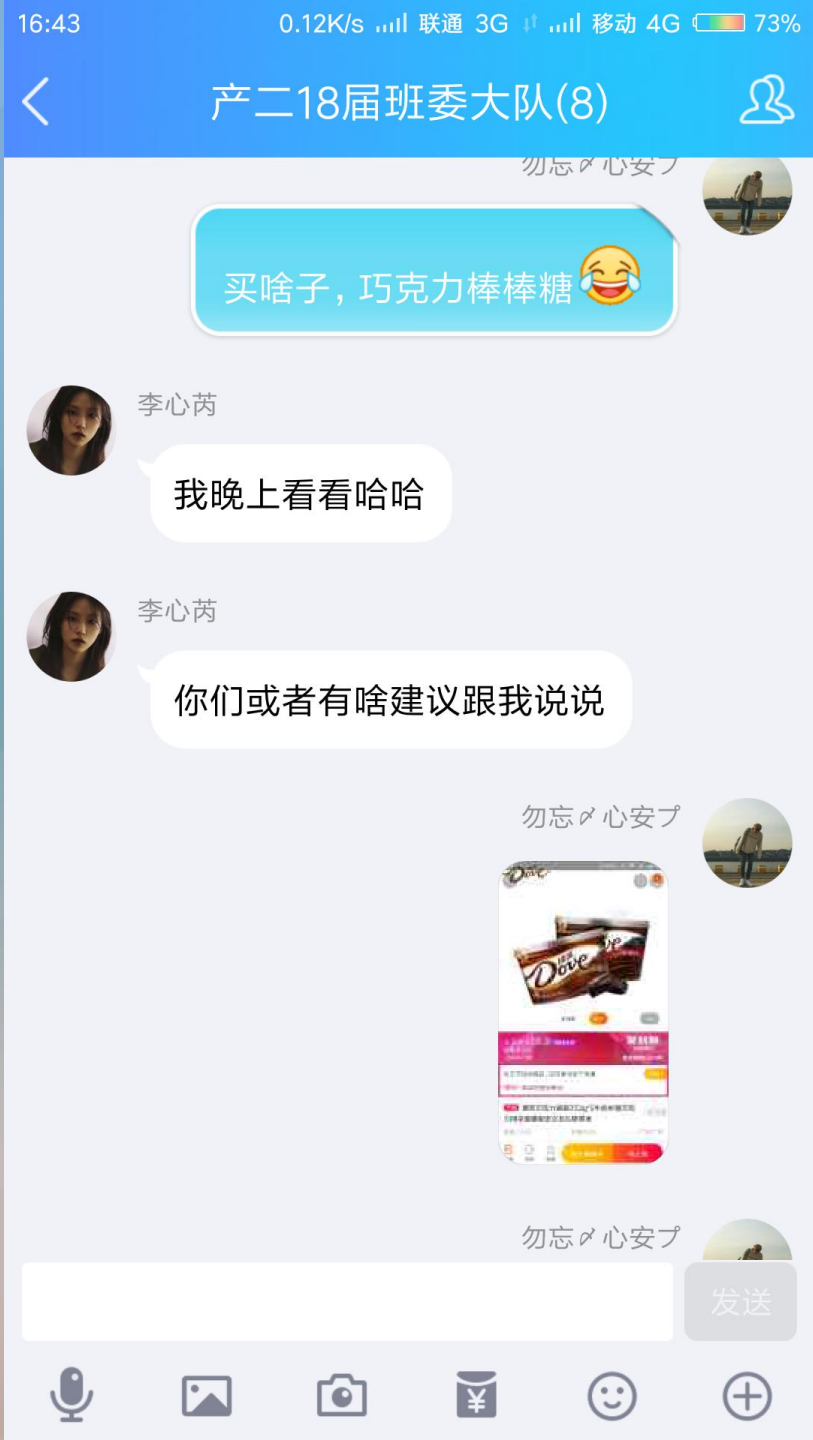 16:43
0.12K/s 联通 3G 移动 4G 73%
产二18届班委大队(8)
勿忘〆心安プ
买啥子，巧克力棒棒糖😂
李心芮
我晚上看看哈哈
李心芮
你们或者有啥建议跟我说说
勿忘〆心安プ
Dove
Dove
勿忘〆心安プ
发送